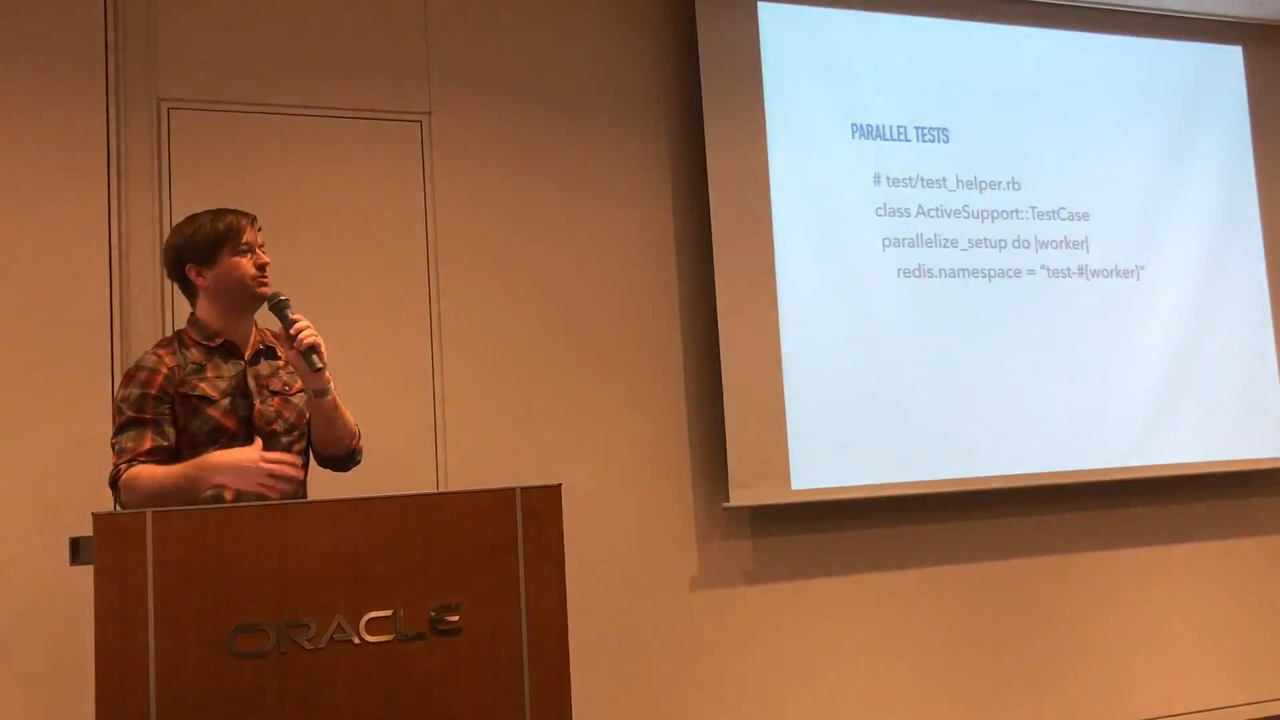 PARALLEL TESTS
# test/test_helper.rb
class ActiveSupport::TestCase
parallelize_setup do |worker|
redis.namespace = "test-#{worker}"
ORACLE